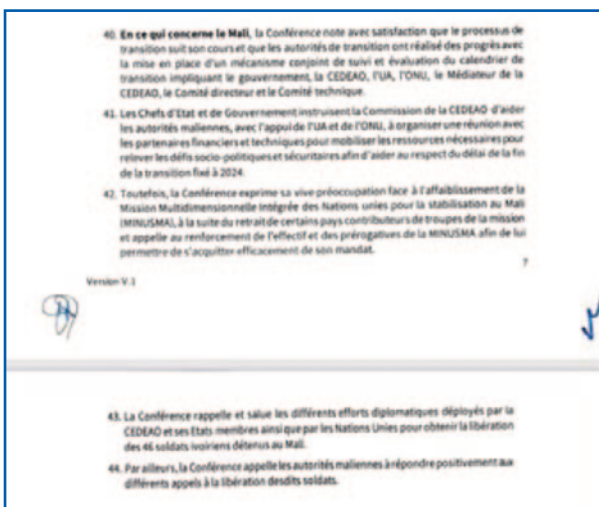 40. En ce qui concerne le Mali, la Conférence note avec satisfaction que le processus de
transition suit son cours et que les autorités de transition ont réalisé des progrès avec
la mise en place d'un mécanisme conjoint de suivi et évaluation du calendrier de
transition impliquant le gouvernement, la CEDEAO, l'UA, l'ONU, le Médiateur de la
CEDEAO, le Comité directeur et le Comité technique.
41. Les Chefs d'Etat et de Gouvernement instruisent la Commission de la CEDEAO d'aider
les autorités maliennes, avec l'appui de l'UA et de l'ONU, à organiser une réunion avec
les partenaires financiers et techniques pour mobiliser les ressources nécessaires pour
relever les défis socio-politiques et sécuritaires afin d'aider au respect du délai de la fin
de la transition fixé à 2024.
42. Toutefois, la Conférence exprime sa vive préoccupation face à l'affaiblissement de la
Mission Multidimensionnelle Intégrée des Nations unies pour la stabilisation au Mali
(MINUSMA), à la suite du retrait de certains pays contributeurs de troupes de la mission
et appelle au renforcement de l'effectif et des prérogatives de la MINUSMA afin de lui
permettre de s'acquitter efficacement de son mandat.
7
Version V.1
43. La Conférence rappelle et salue les différents efforts diplomatiques déployés par la
CEDEAO et ses Etats membres ainsi que par les Nations Unies pour obtenir la libération
des 46 soldats ivoiriens détenus au Mali.
44. Par ailleurs, la Conférence appelle les autorités maliennes à répondre positivement aux
différents appels à la libération desdits soldats.